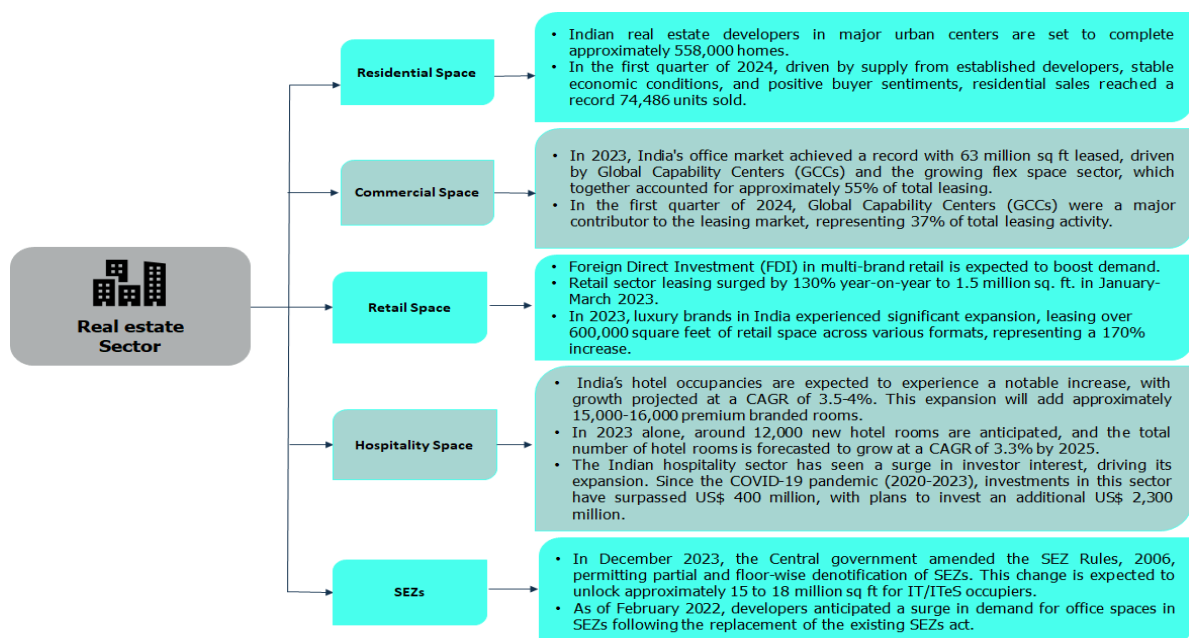 Real estate
Sector
Residential Space
• Indian real estate developers in major urban centers are set to complete
approximately 558,000 homes.
• In the first quarter of 2024, driven by supply from established developers, stable
economic conditions, and positive buyer sentiments, residential sales reached a
record 74,486 units sold.
Commercial Space
• In 2023, India's office market achieved a record with 63 million sq ft leased, driven
by Global Capability Centers (GCCs) and the growing flex space sector, which
together accounted for approximately 55% of total leasing.
• In the first quarter of 2024, Global Capability Centers (GCCs) were a major
contributor to the leasing market, representing 37% of total leasing activity.
Retail Space
• Foreign Direct Investment (FDI) in multi-brand retail is expected to boost demand.
• Retail sector leasing surged by 130% year-on-year to 1.5 million sq. ft. in January-
March 2023.
• In 2023, luxury brands in India experienced significant expansion, leasing over
600,000 square feet of retail space across various formats, representing a 170%
increase.
Hospitality Space
• India’s hotel occupancies are expected to experience a notable increase, with
growth projected at a CAGR of 3.5-4%. This expansion will add approximately
15,000-16,000 premium branded rooms.
• In 2023 alone, around 12,000 new hotel rooms are anticipated, and the total
number of hotel rooms is forecasted to grow at a CAGR of 3.3% by 2025.
• The Indian hospitality sector has seen a surge in investor interest, driving its
expansion. Since the COVID-19 pandemic (2020-2023), investments in this sector
have surpassed US$ 400 million, with plans to invest an additional US$ 2,300
million.
SEZs
• In December 2023, the Central government amended the SEZ Rules, 2006,
permitting partial and floor-wise denotification of SEZs. This change is expected to
unlock approximately 15 to 18 million sq ft for IT/ITeS occupiers.
• As of February 2022, developers anticipated a surge in demand for office spaces in
SEZs following the replacement of the existing SEZs act.